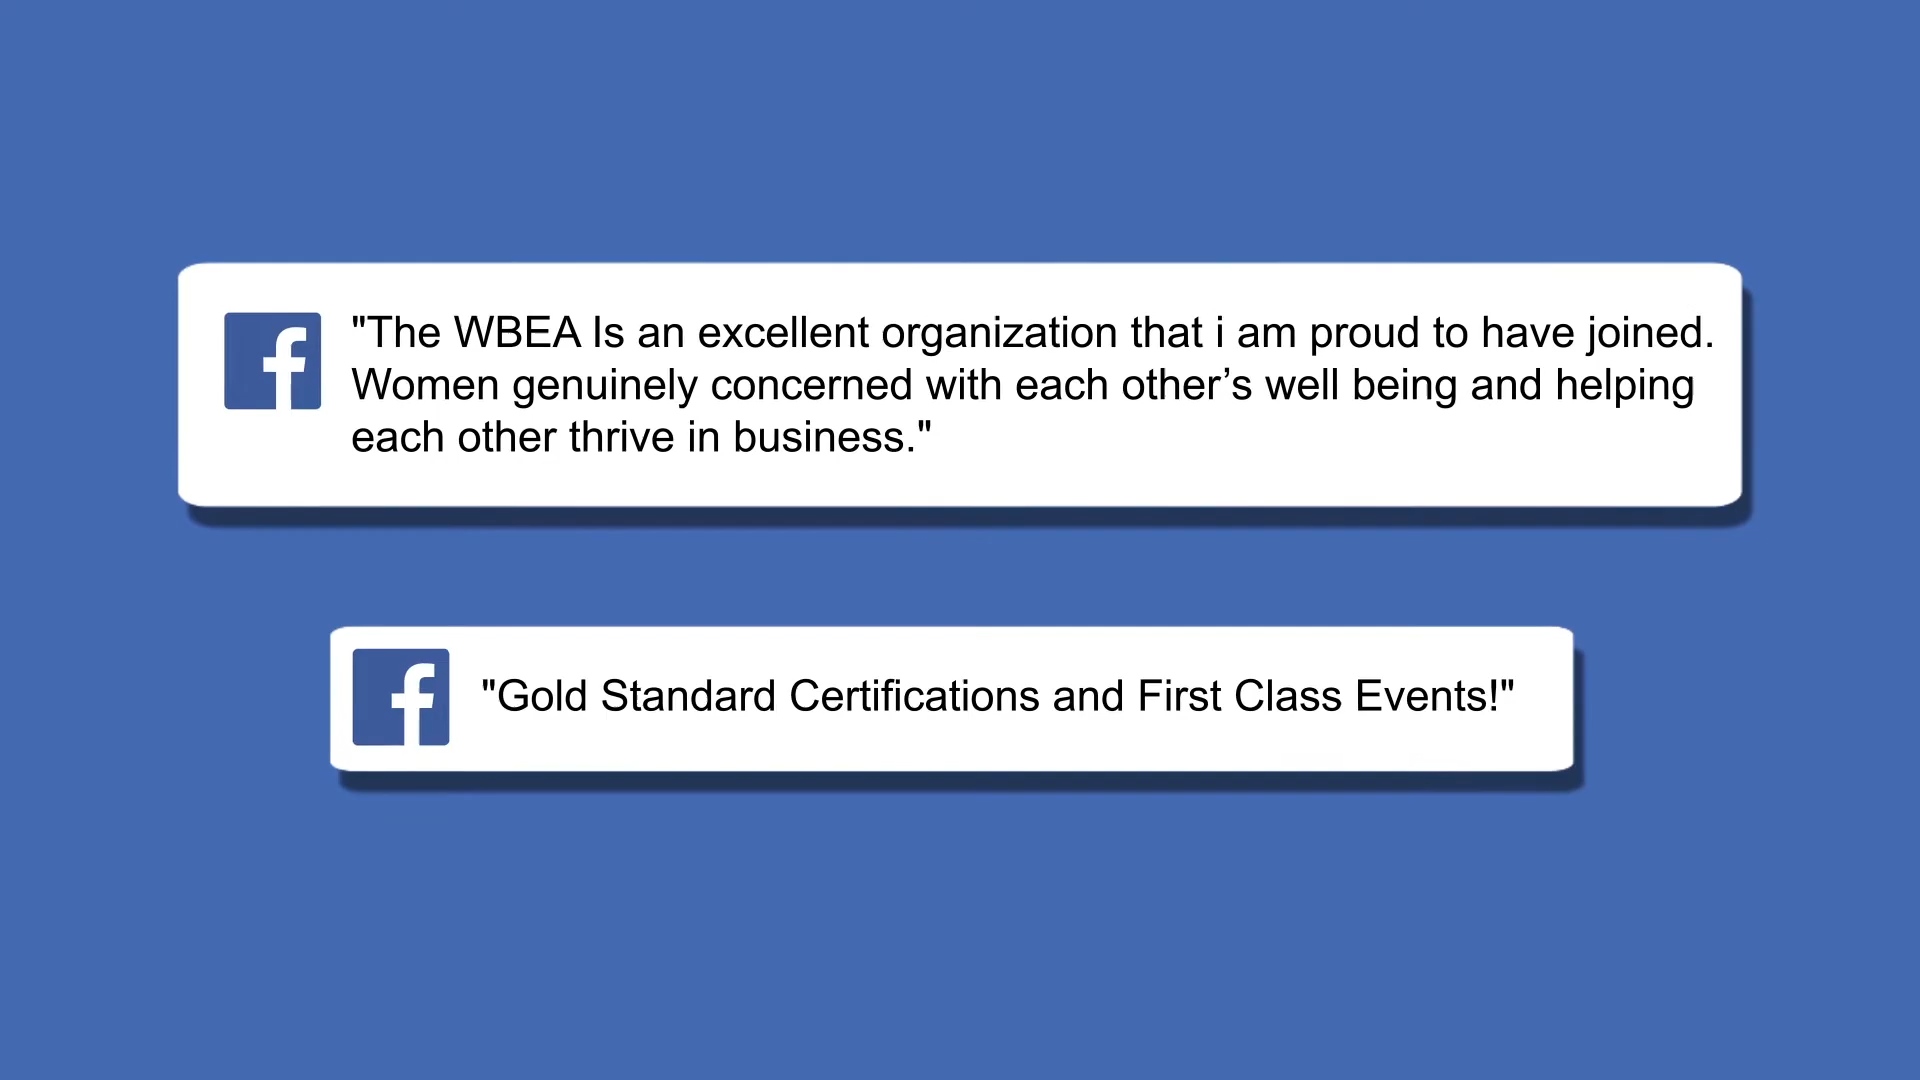 "The WBEA Is an excellent organization that i am proud to have joined.
Women genuinely concerned with each other’s well being and helping
each other thrive in business."
"Gold Standard Certifications and First Class Events!"